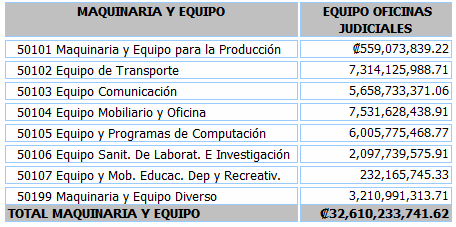 MAQUINARIA Y EQUIPO EQUIPO OFICINAS JUDICIALES
50101 Maquinaria y Equipo para la Producción ₡559,073,839.22
50102 Equipo de Transporte 7,314,125,988.71
50103 Equipo Comunicación 5,658,733,371.06
50104 Equipo Mobiliario y Oficina 7,531,628,438.91
50105 Equipo y Programas de Computación 6,005,775,468.77
50106 Equipo Sanit. De Laborat. E Investigación 2,097,739,575.91
50107 Equipo y Mob. Educac. Dep y Recreativ. 232,165,745.33
50199 Maquinaria y Equipo Diverso 3,210,991,313.71
TOTAL MAQUINARIA Y EQUIPO ₡32,610,233,741.62